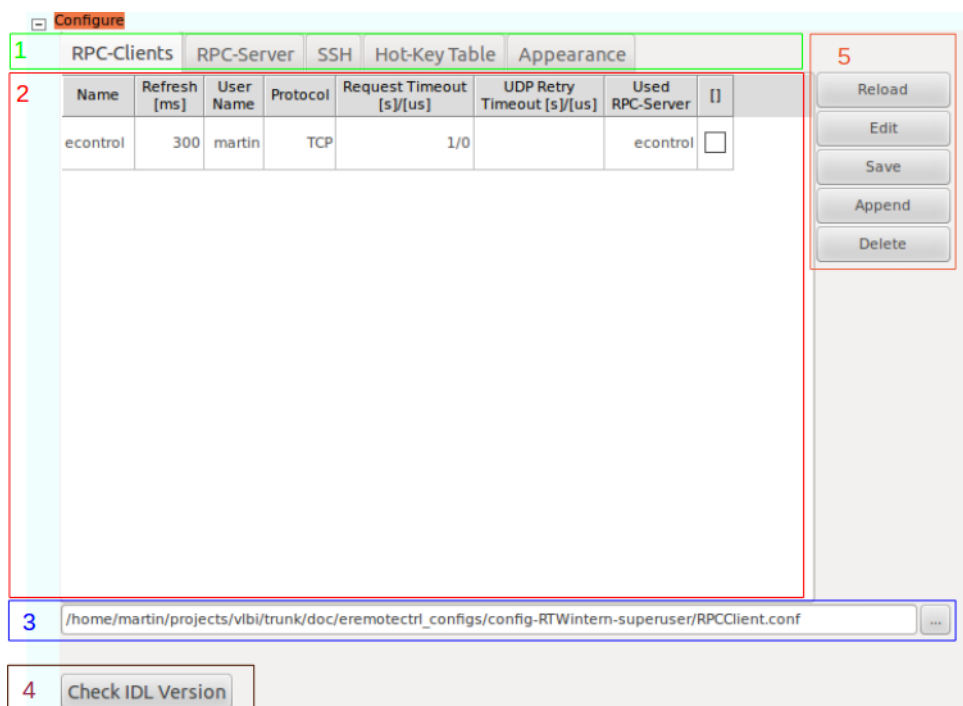 Configure
1 RPC-Clients RPC-Server SSH Hot-Key Table Appearance
5
2
Name Refresh [ms] User Name Protocol Request Timeout [s]/[us] UDP Retry Timeout [s]/[us] Used RPC-Server []
econtrol 300 martin TCP 1/0 econtrol
Reload
Edit
Save
Append
Delete
3 /home/martin/projects/vlbi/trunk/doc/eremotectrl_configs/config-RTWintern-superuser/RPCClient.conf ...
4 Check IDL Version